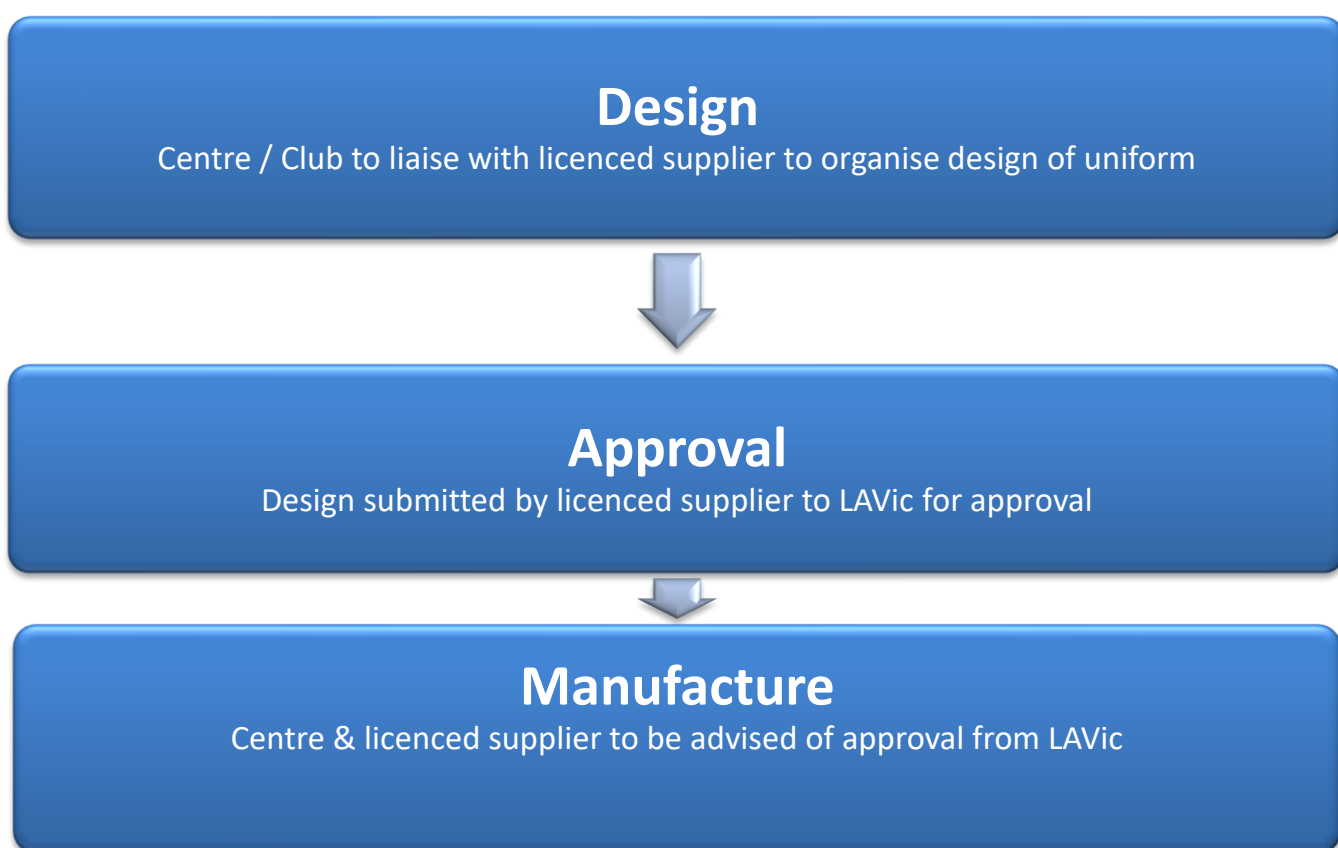 Design
Centre / Club to liaise with licenced supplier to organise design of uniform
Approval
Design submitted by licenced supplier to LAVic for approval
Manufacture
Centre & licenced supplier to be advised of approval from LAVic